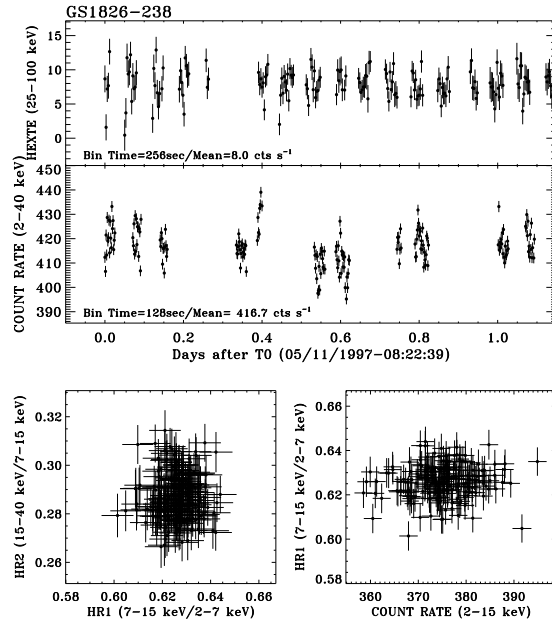 GS1826−238
HEXTE (25−100 keV)
15
10
5
0
Bin Time=256sec/Mean=8.0 cts s⁻¹
COUNT RATE (2−40 keV)
450
440
430
420
410
400
390
Bin Time=128sec/Mean= 416.7 cts s⁻¹
0.0 0.2 0.4 0.6 0.8 1.0
Days after T0 (05/11/1997−08:22:39)
HR2 (15−40 keV/7−15 keV)
0.32
0.30
0.28
0.26
0.58 0.60 0.62 0.64 0.66
HR1 (7−15 keV/2−7 keV)
HR1 (7−15 keV/2−7 keV)
0.66
0.64
0.62
0.60
0.58
360 370 380 390
COUNT RATE (2−15 keV)